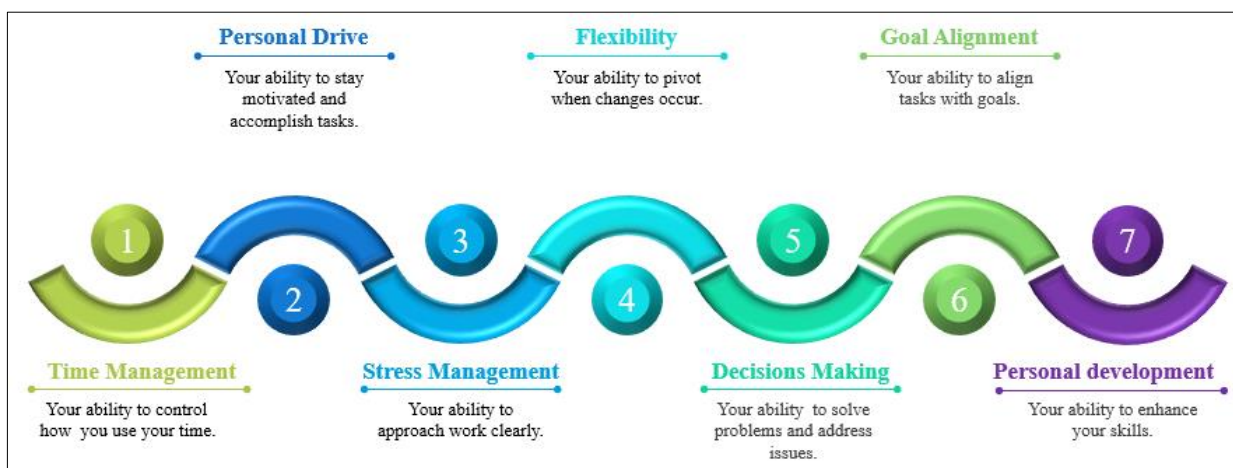 Personal Drive
Your ability to stay
motivated and
accomplish tasks.
Flexibility
Your ability to pivot
when changes occur.
Goal Alignment
Your ability to align
tasks with goals.
1
2
3
4
5
6
7
Time Management
Your ability to control
how you use your time.
Stress Management
Your ability to
approach work clearly.
Decisions Making
Your ability to solve
problems and address
issues.
Personal development
Your ability to enhance
your skills.